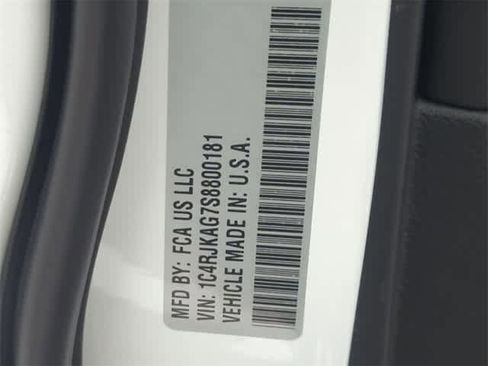 MFD BY: FCA US LLC
VIN: 1C4RJKAG7S8800181
VEHICLE MADE IN: U.S.A.